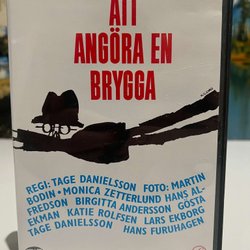 ATT
ANGÖRA EN
BRYGGA
REGI: TAGE DANIELSSON FOTO: MARTIN
BODIN • MONICA ZETTERLUND HANS AL-
FREDSON BIRGITTA ANDERSSON GÖSTA
EKMAN KATIE ROLFSEN LARS EKBORG
TAGE DANIELSSON HANS FURUHAGEN